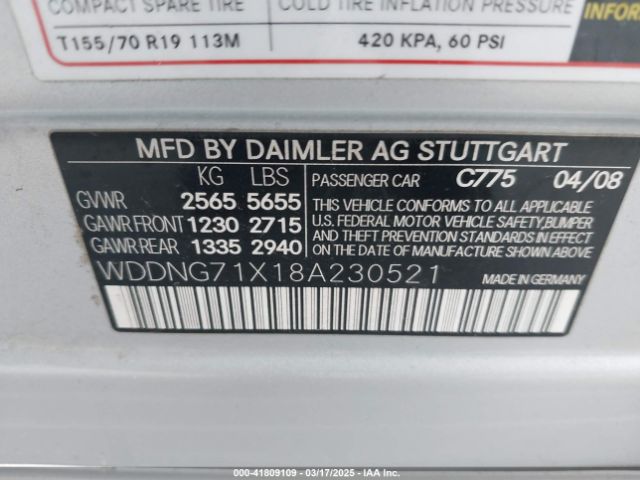 COMPACT SPARE TIRE COLD TIRE INFLATION PRESSURE
INFOR
T155/70 R19 113M 420 KPA, 60 PSI
MFD BY DAIMLER AG STUTTGART
KG LBS PASSENGER CAR C775 04/08
GVWR 2565 5655
GAWR FRONT 1230 2715
GAWR REAR 1335 2940
THIS VEHICLE CONFORMS TO ALL APPLICABLE
U.S. FEDERAL MOTOR VEHICLE SAFETY, BUMPER
AND THEFT PREVENTION STANDARDS IN EFFECT
ON THE DATE OF MANUFACTURE SHOWN ABOVE
WDDNG71X18A230521 MADE IN GERMANY
© COPART: 41809109 - 03/17/2025 - IAA, Inc.